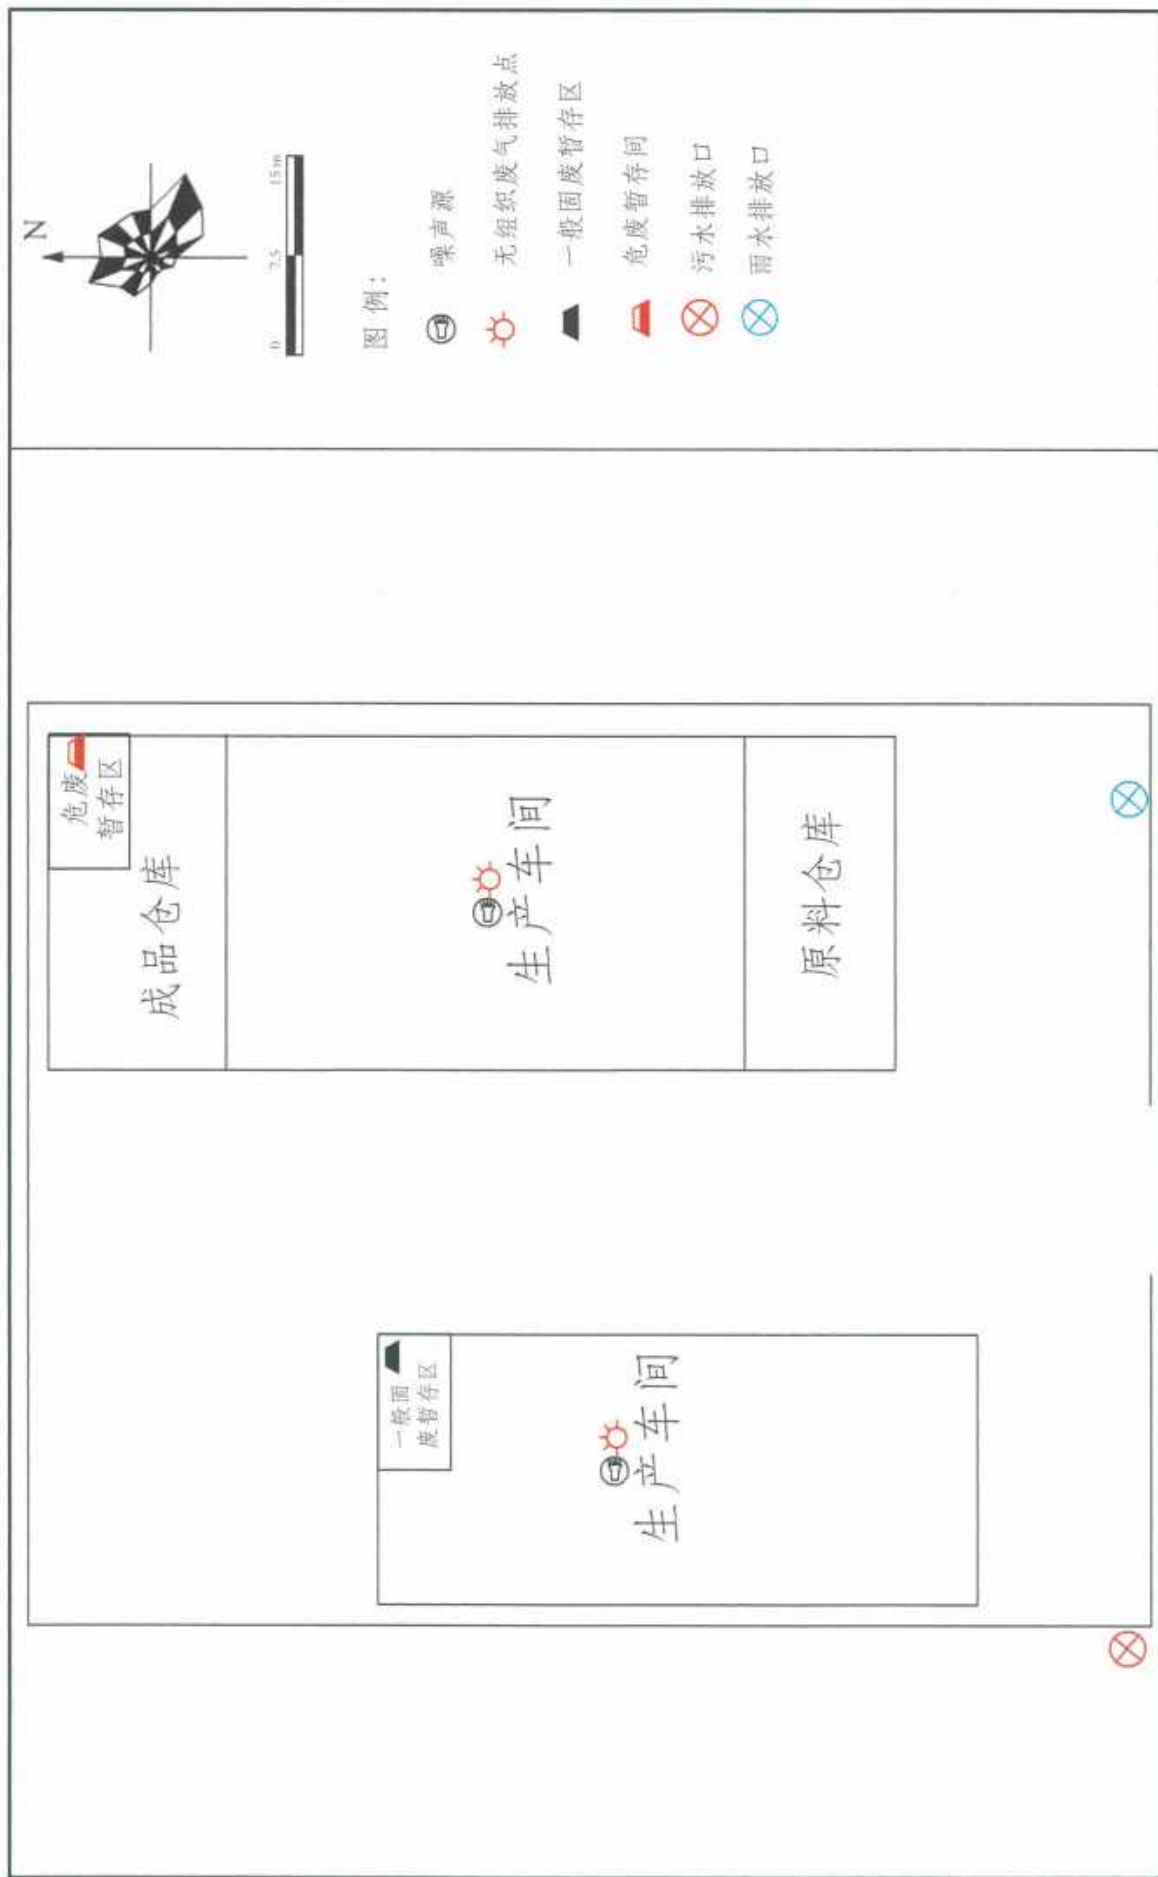 N
0 7.5 15m
图例：
噪声源
无组织废气排放点
一般固废暂存区
危废暂存间
污水排放口
雨水排放口
危废
暂存区
成品仓库
生产车间
原料仓库
一般固
废暂存区
生产车间